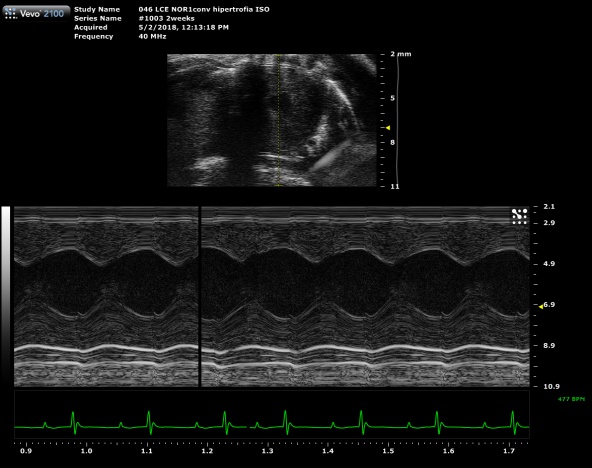 Vevo 2100
Study Name 046 LCE NOR1conv hipertrofia ISO
Series Name #1003 2weeks
Acquired 5/2/2018, 12:13:18 PM
Frequency 40 MHz
2 mm
5
8
11
2.1
2.9
4.9
6.9
8.9
10.9
477 BPM
0.9 1.0 1.1 1.2 1.3 1.4 1.5 1.6 1.7